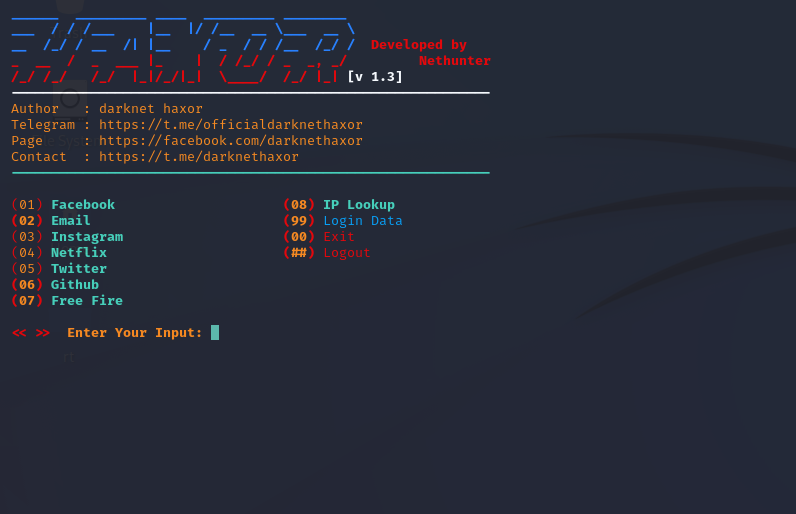 Developed by
Nethunter
[v 1.3]
Author   : darknet haxor
Telegram : https://t.me/officialdarknethaxor
Page     : https://facebook.com/darknethaxor
Contact  : https://t.me/darknethaxor
(01) Facebook (08) IP Lookup
(02) Email (99) Login Data
(03) Instagram (00) Exit
(04) Netflix (##) Logout
(05) Twitter
(06) Github
(07) Free Fire
<< >>  Enter Your Input: